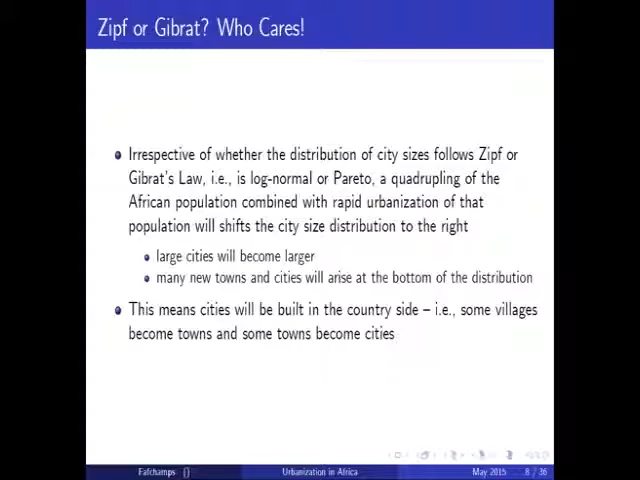 Zipf or Gibrat? Who Cares!
Irrespective of whether the distribution of city sizes follows Zipf or
Gibrat's Law, i.e., is log-normal or Pareto, a quadrupling of the
African population combined with rapid urbanization of that
population will shifts the city size distribution to the right
large cities will become larger
many new towns and cities will arise at the bottom of the distribution
This means cities will be built in the country side – i.e., some villages
become towns and some towns become cities
Fafchamps () Urbanization in Africa May 2015 8 / 36